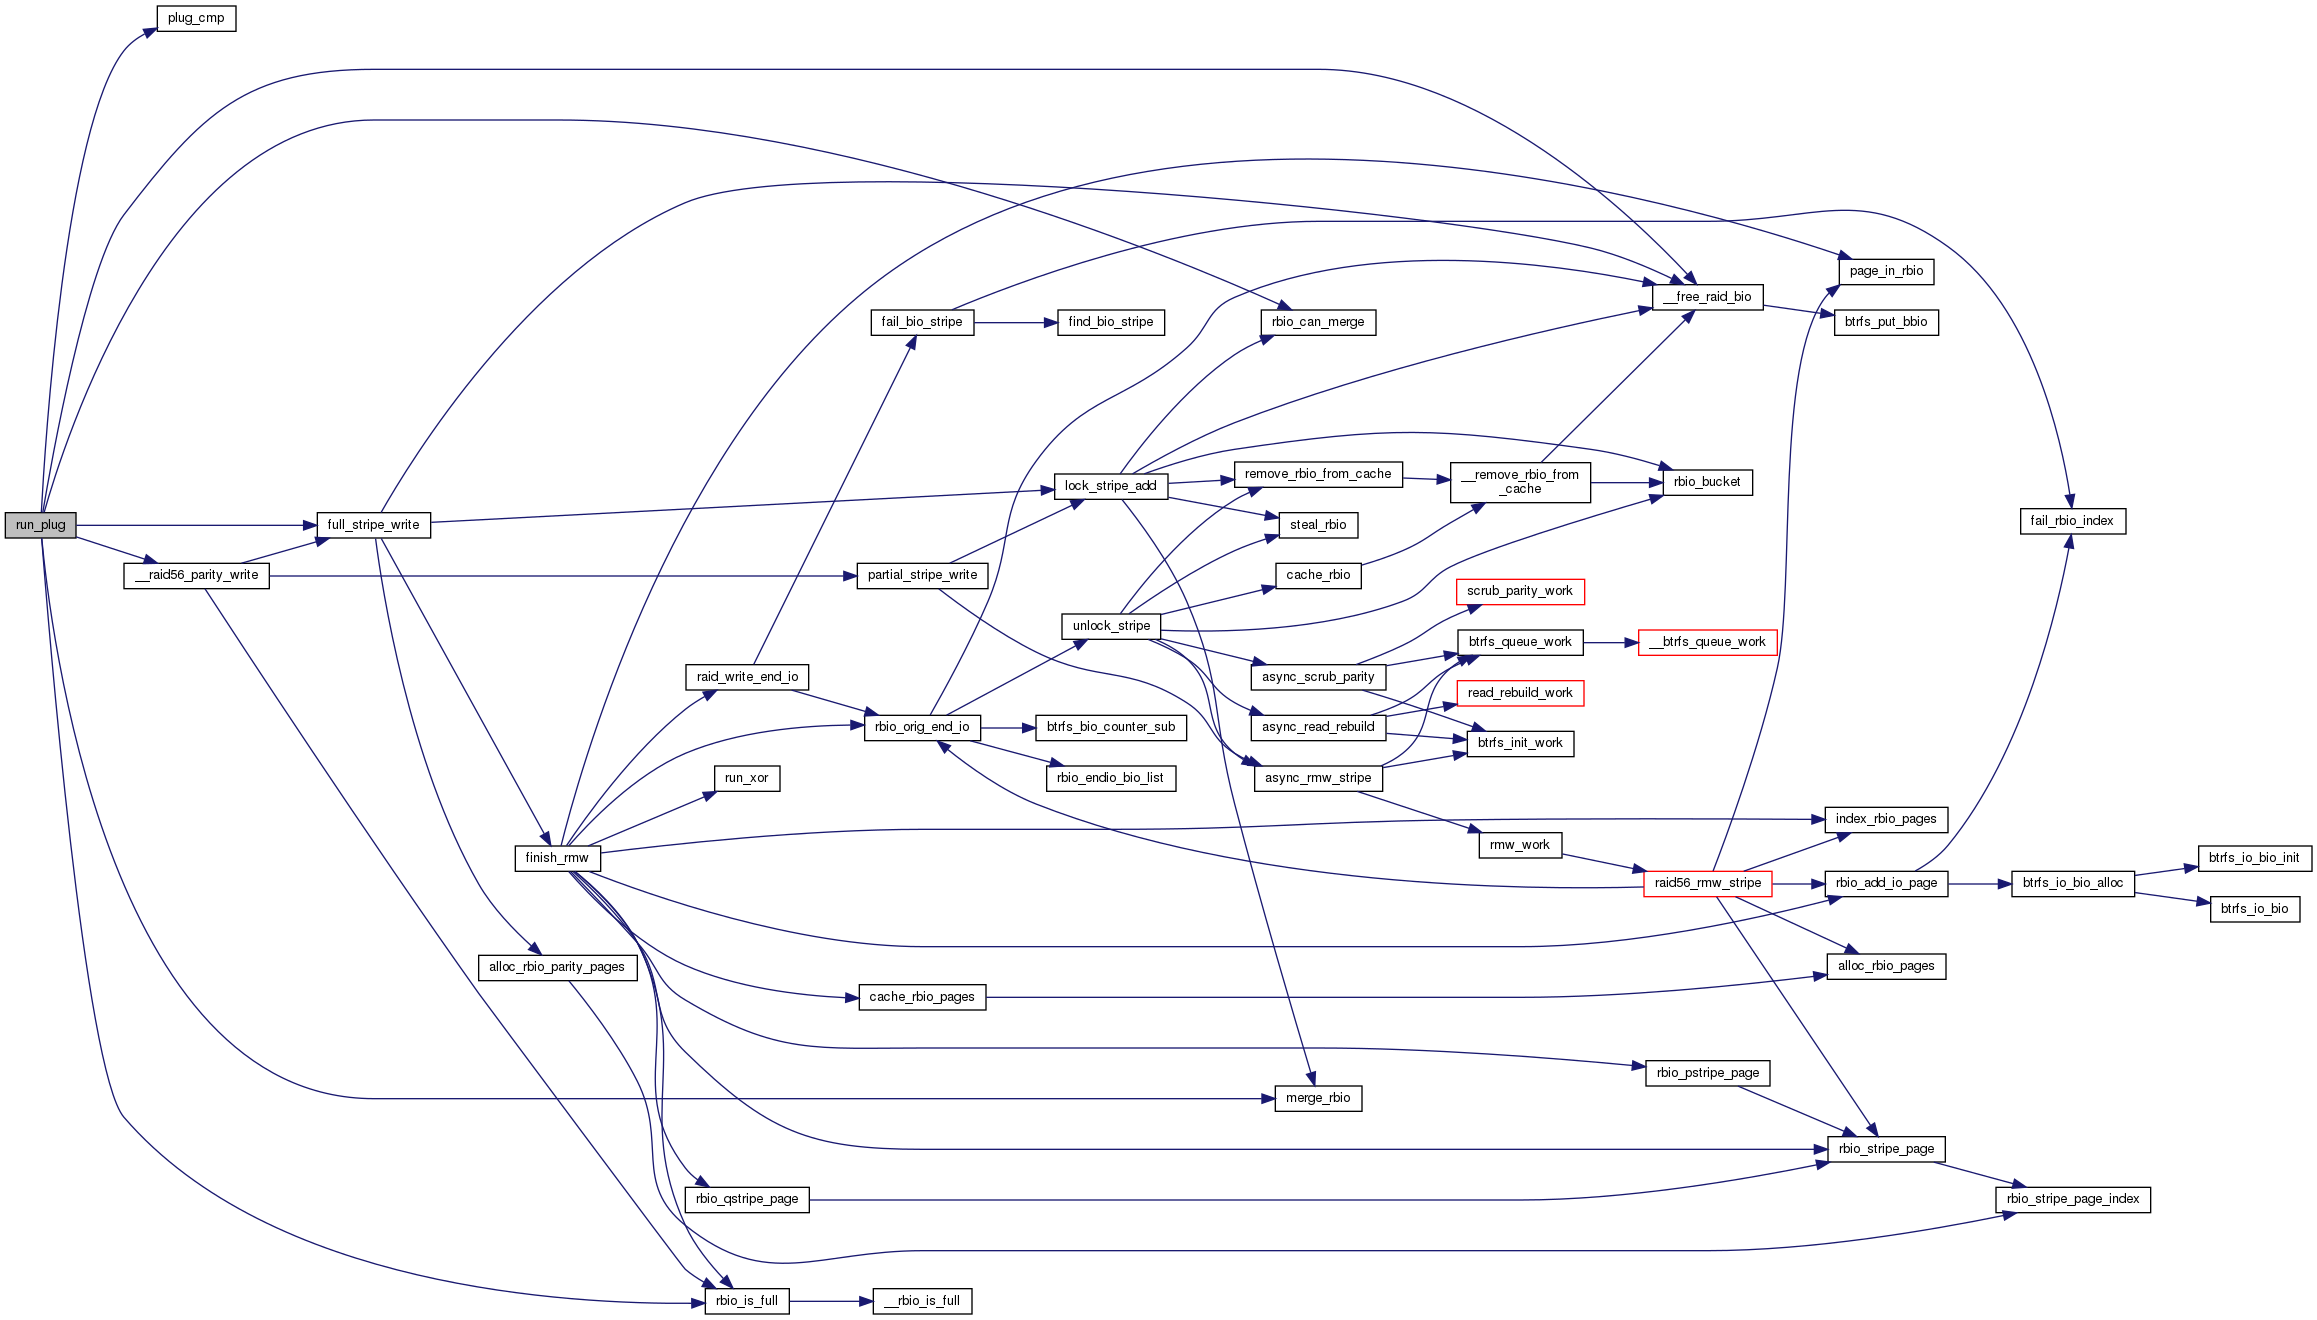 plug_cmp
page_in_rbio
__free_raid_bio
btrfs_put_bbio
fail_bio_stripe
find_bio_stripe
rbio_can_merge
remove_rbio_from_cache
__remove_rbio_from
_cache
rbio_bucket
lock_stripe_add
run_plug
full_stripe_write
steal_rbio
fail_rbio_index
__raid56_parity_write
partial_stripe_write
cache_rbio
scrub_parity_work
unlock_stripe
btrfs_queue_work
__btrfs_queue_work
raid_write_end_io
async_scrub_parity
read_rebuild_work
rbio_orig_end_io
btrfs_bio_counter_sub
async_read_rebuild
btrfs_init_work
run_xor
rbio_endio_bio_list
async_rmw_stripe
index_rbio_pages
rmw_work
finish_rmw
btrfs_io_bio_init
raid56_rmw_stripe
rbio_add_io_page
btrfs_io_bio_alloc
btrfs_io_bio
alloc_rbio_parity_pages
alloc_rbio_pages
cache_rbio_pages
rbio_pstripe_page
merge_rbio
rbio_stripe_page
rbio_qstripe_page
rbio_stripe_page_index
rbio_is_full
__rbio_is_full